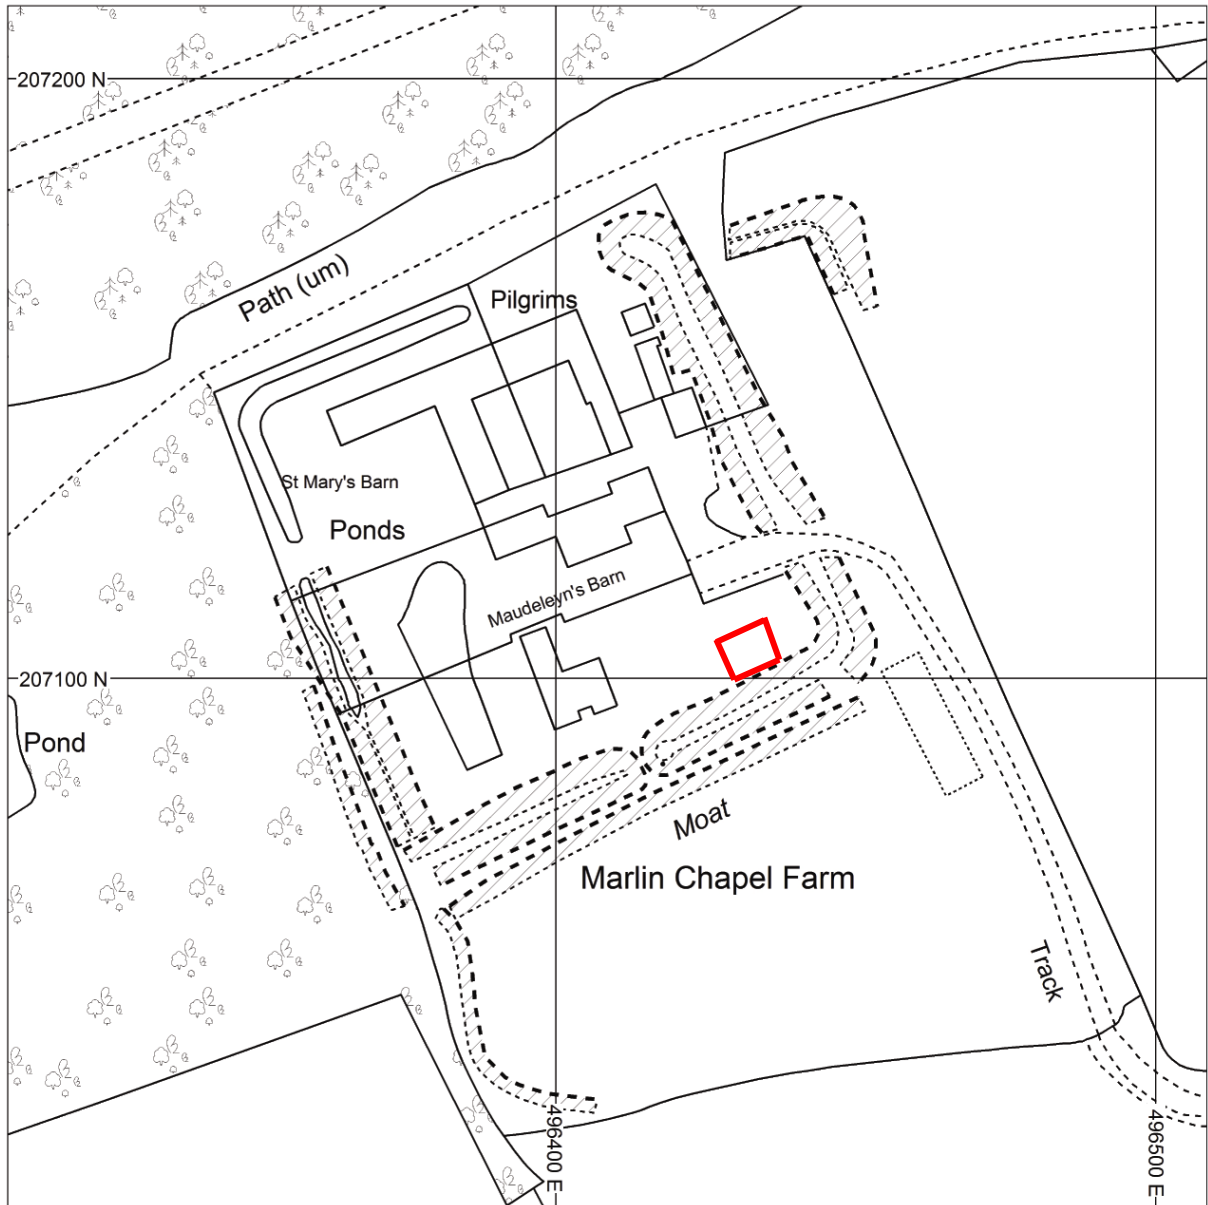 207200 N
Path (um)
Pilgrims
St Mary's Barn
Ponds
Maudeleyn's Barn
207100 N
Pond
Moat
Marlin Chapel Farm
Track
496400 E
496500 E